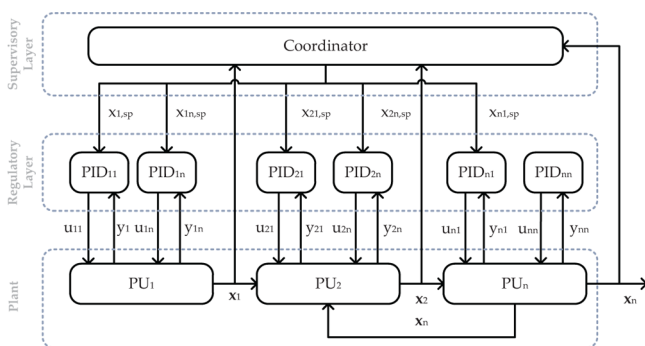 Supervisory
Layer
Coordinator
x1,sp x1n,sp x21,sp x2n,sp xn1,sp
Regulatory
Layer
PID11 PID1n PID21 PID2n PIDn1 PIDnn
u11 y1 u1n y1n u21 y21 u2n y2n un1 yn1 unn ynn
Plant
PU1 PU2 PUn
x1 x2 xn
xn